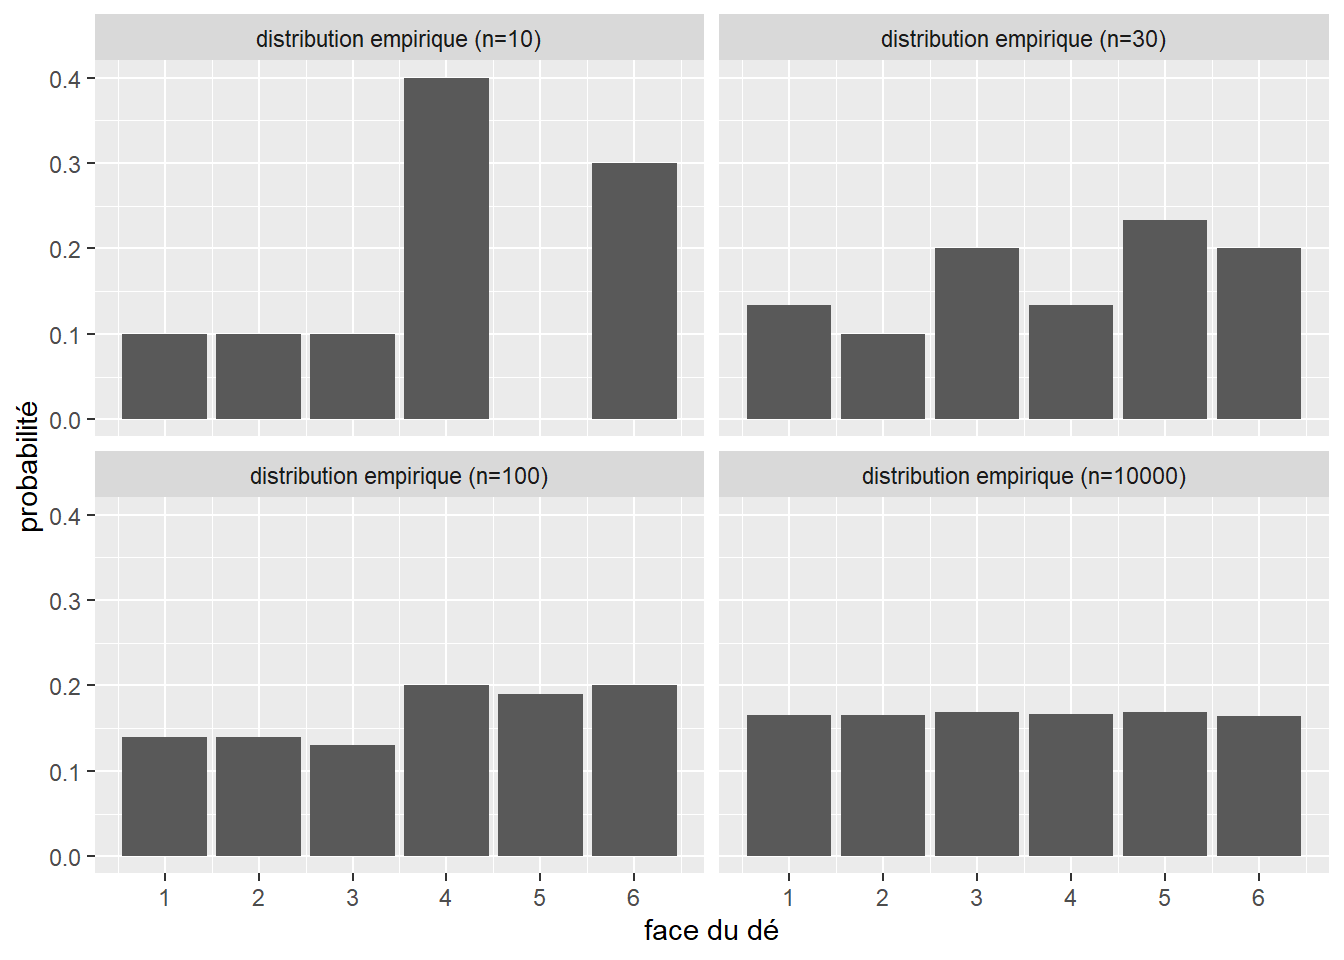 distribution empirique (n=10)
distribution empirique (n=30)
0.4
0.3
0.2
0.1
0.0
distribution empirique (n=100)
distribution empirique (n=10000)
0.4
0.3
0.2
0.1
0.0
1 2 3 4 5 6
1 2 3 4 5 6
face du dé
probabilité